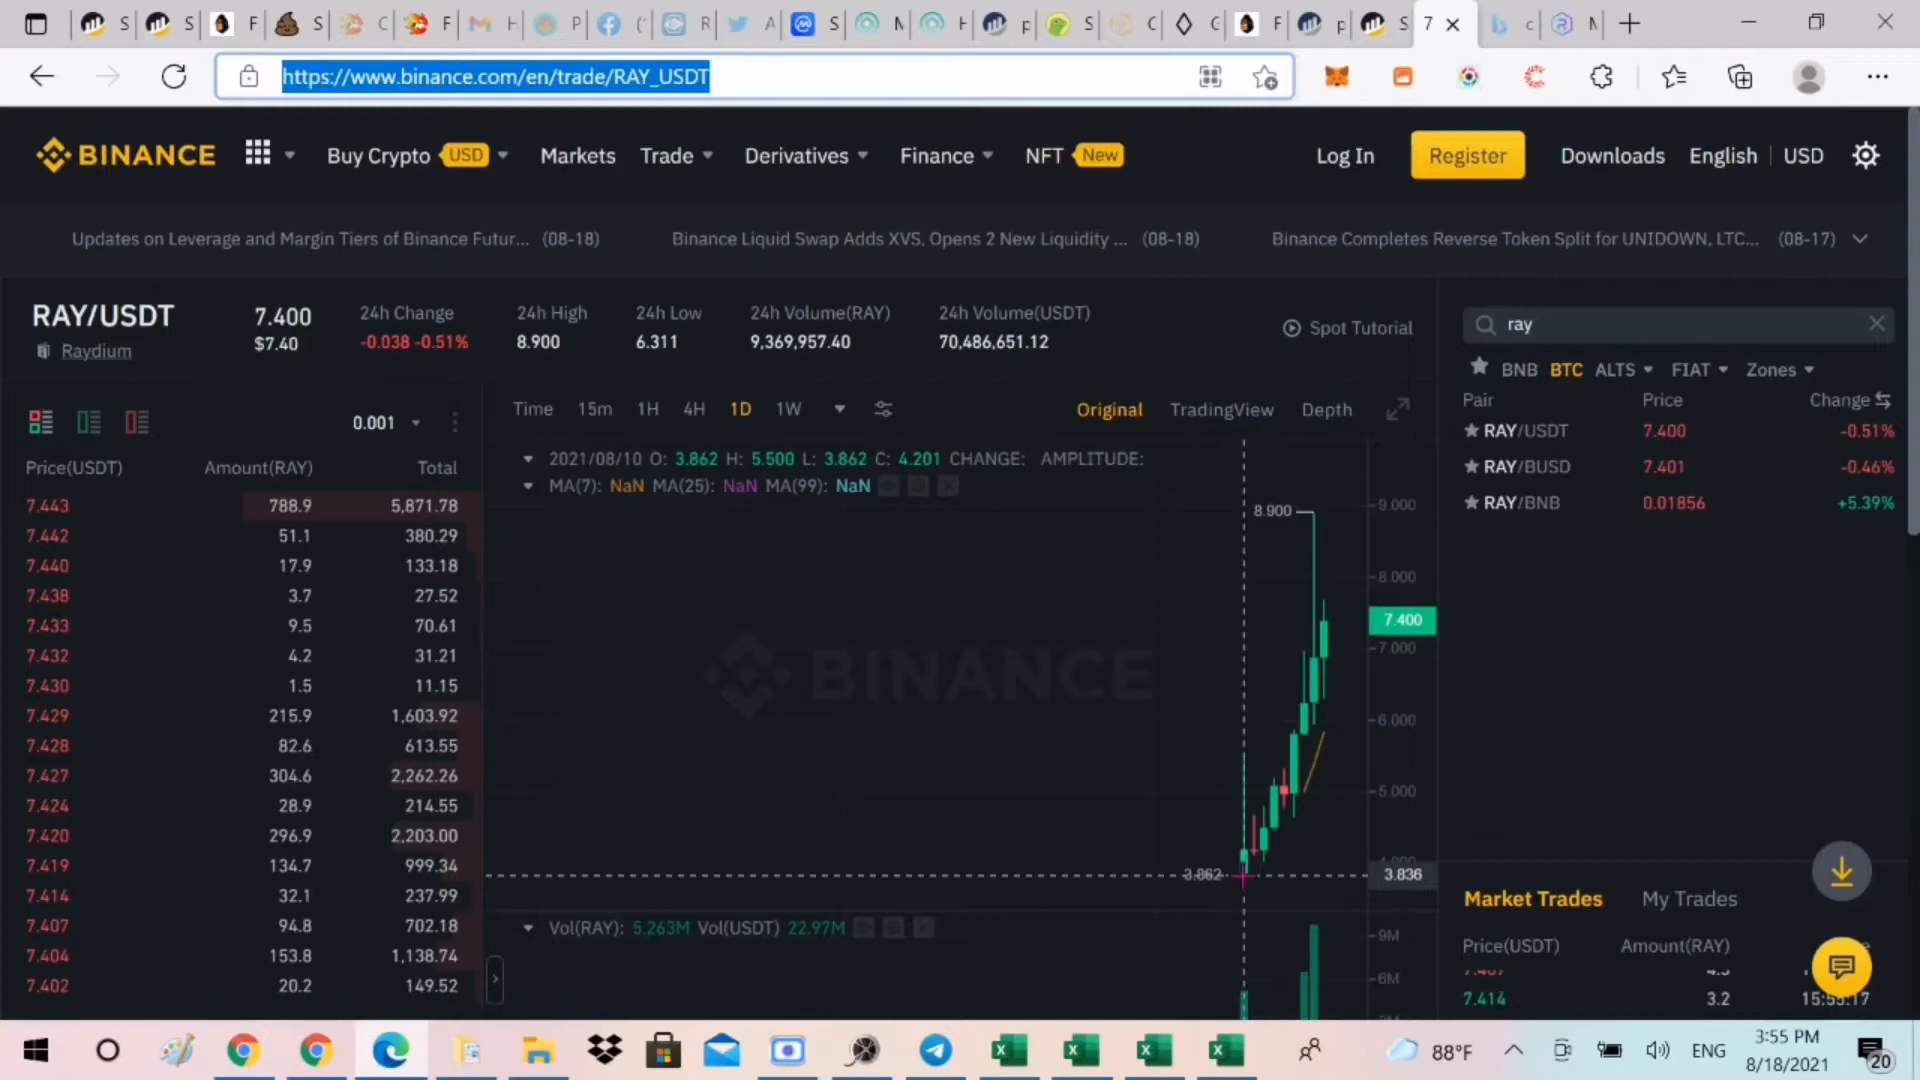 S
S
F
S
C
F
H
P
(
R
A
S
N
H
p
S
C
C
F
p
S
7
c
N
https://www.binance.com/en/trade/RAY_USDT
BINANCE
Buy Crypto USD
Markets
Trade
Derivatives
Finance
NFT New
Log In
Register
Downloads
English
USD
Updates on Leverage and Margin Tiers of Binance Futur... (08-18)
Binance Liquid Swap Adds XVS, Opens 2 New Liquidity ... (08-18)
Binance Completes Reverse Token Split for UNIDOWN, LTC... (08-17)
RAY/USDT
Raydium
7.400
$7.40
24h Change
-0.038 -0.51%
24h High
8.900
24h Low
6.311
24h Volume(RAY)
9,369,957.40
24h Volume(USDT)
70,486,651.12
Spot Tutorial
0.001
Price(USDT) Amount(RAY) Total
7.443 788.9 5,871.78
7.442 51.1 380.29
7.440 17.9 133.18
7.438 3.7 27.52
7.433 9.5 70.61
7.432 4.2 31.21
7.430 1.5 11.15
7.429 215.9 1,603.92
7.428 82.6 613.55
7.427 304.6 2,262.26
7.424 28.9 214.55
7.420 296.9 2,203.00
7.419 134.7 999.34
7.414 32.1 237.99
7.407 94.8 702.18
7.404 153.8 1,138.74
7.402 20.2 149.52
Time 15m 1H 4H 1D 1W
Original TradingView Depth
2021/08/10 O: 3.862 H: 5.500 L: 3.862 C: 4.201 CHANGE: AMPLITUDE:
MA(7): NaN MA(25): NaN MA(99): NaN
8.900
9.000
8.000
7.400
7.000
BINANCE
6.000
5.000
4.000
3.862
3.836
Vol(RAY): 5.263M Vol(USDT) 22.97M
9M
6M
ray
BNB BTC ALTS FIAT Zones
Pair Price Change
RAY/USDT 7.400 -0.51%
RAY/BUSD 7.401 -0.46%
RAY/BNB 0.01856 +5.39%
Market Trades My Trades
Price(USDT) Amount(RAY)
7.414 3.2 15:55:17
88°F
ENG
3:55 PM
8/18/2021
20